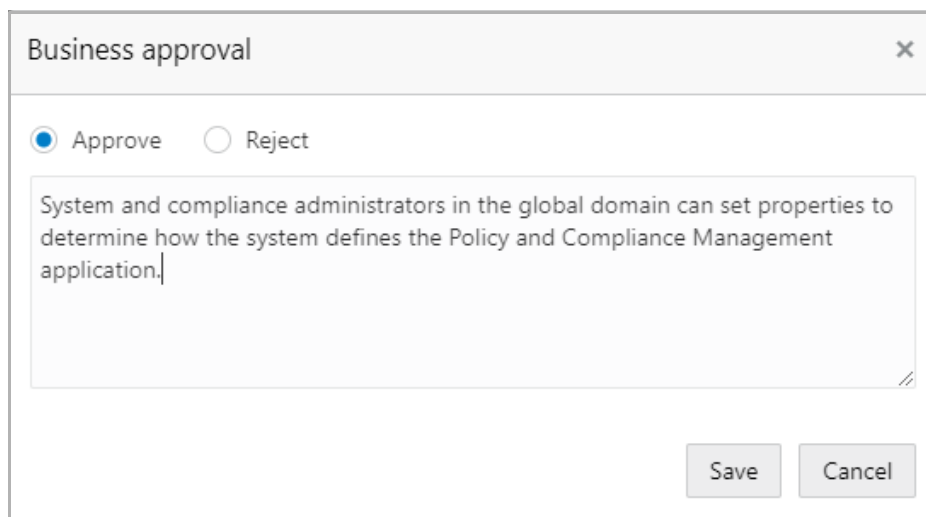 Business approval
Approve Reject
System and compliance administrators in the global domain can set properties to
determine how the system defines the Policy and Compliance Management
application.
Save Cancel